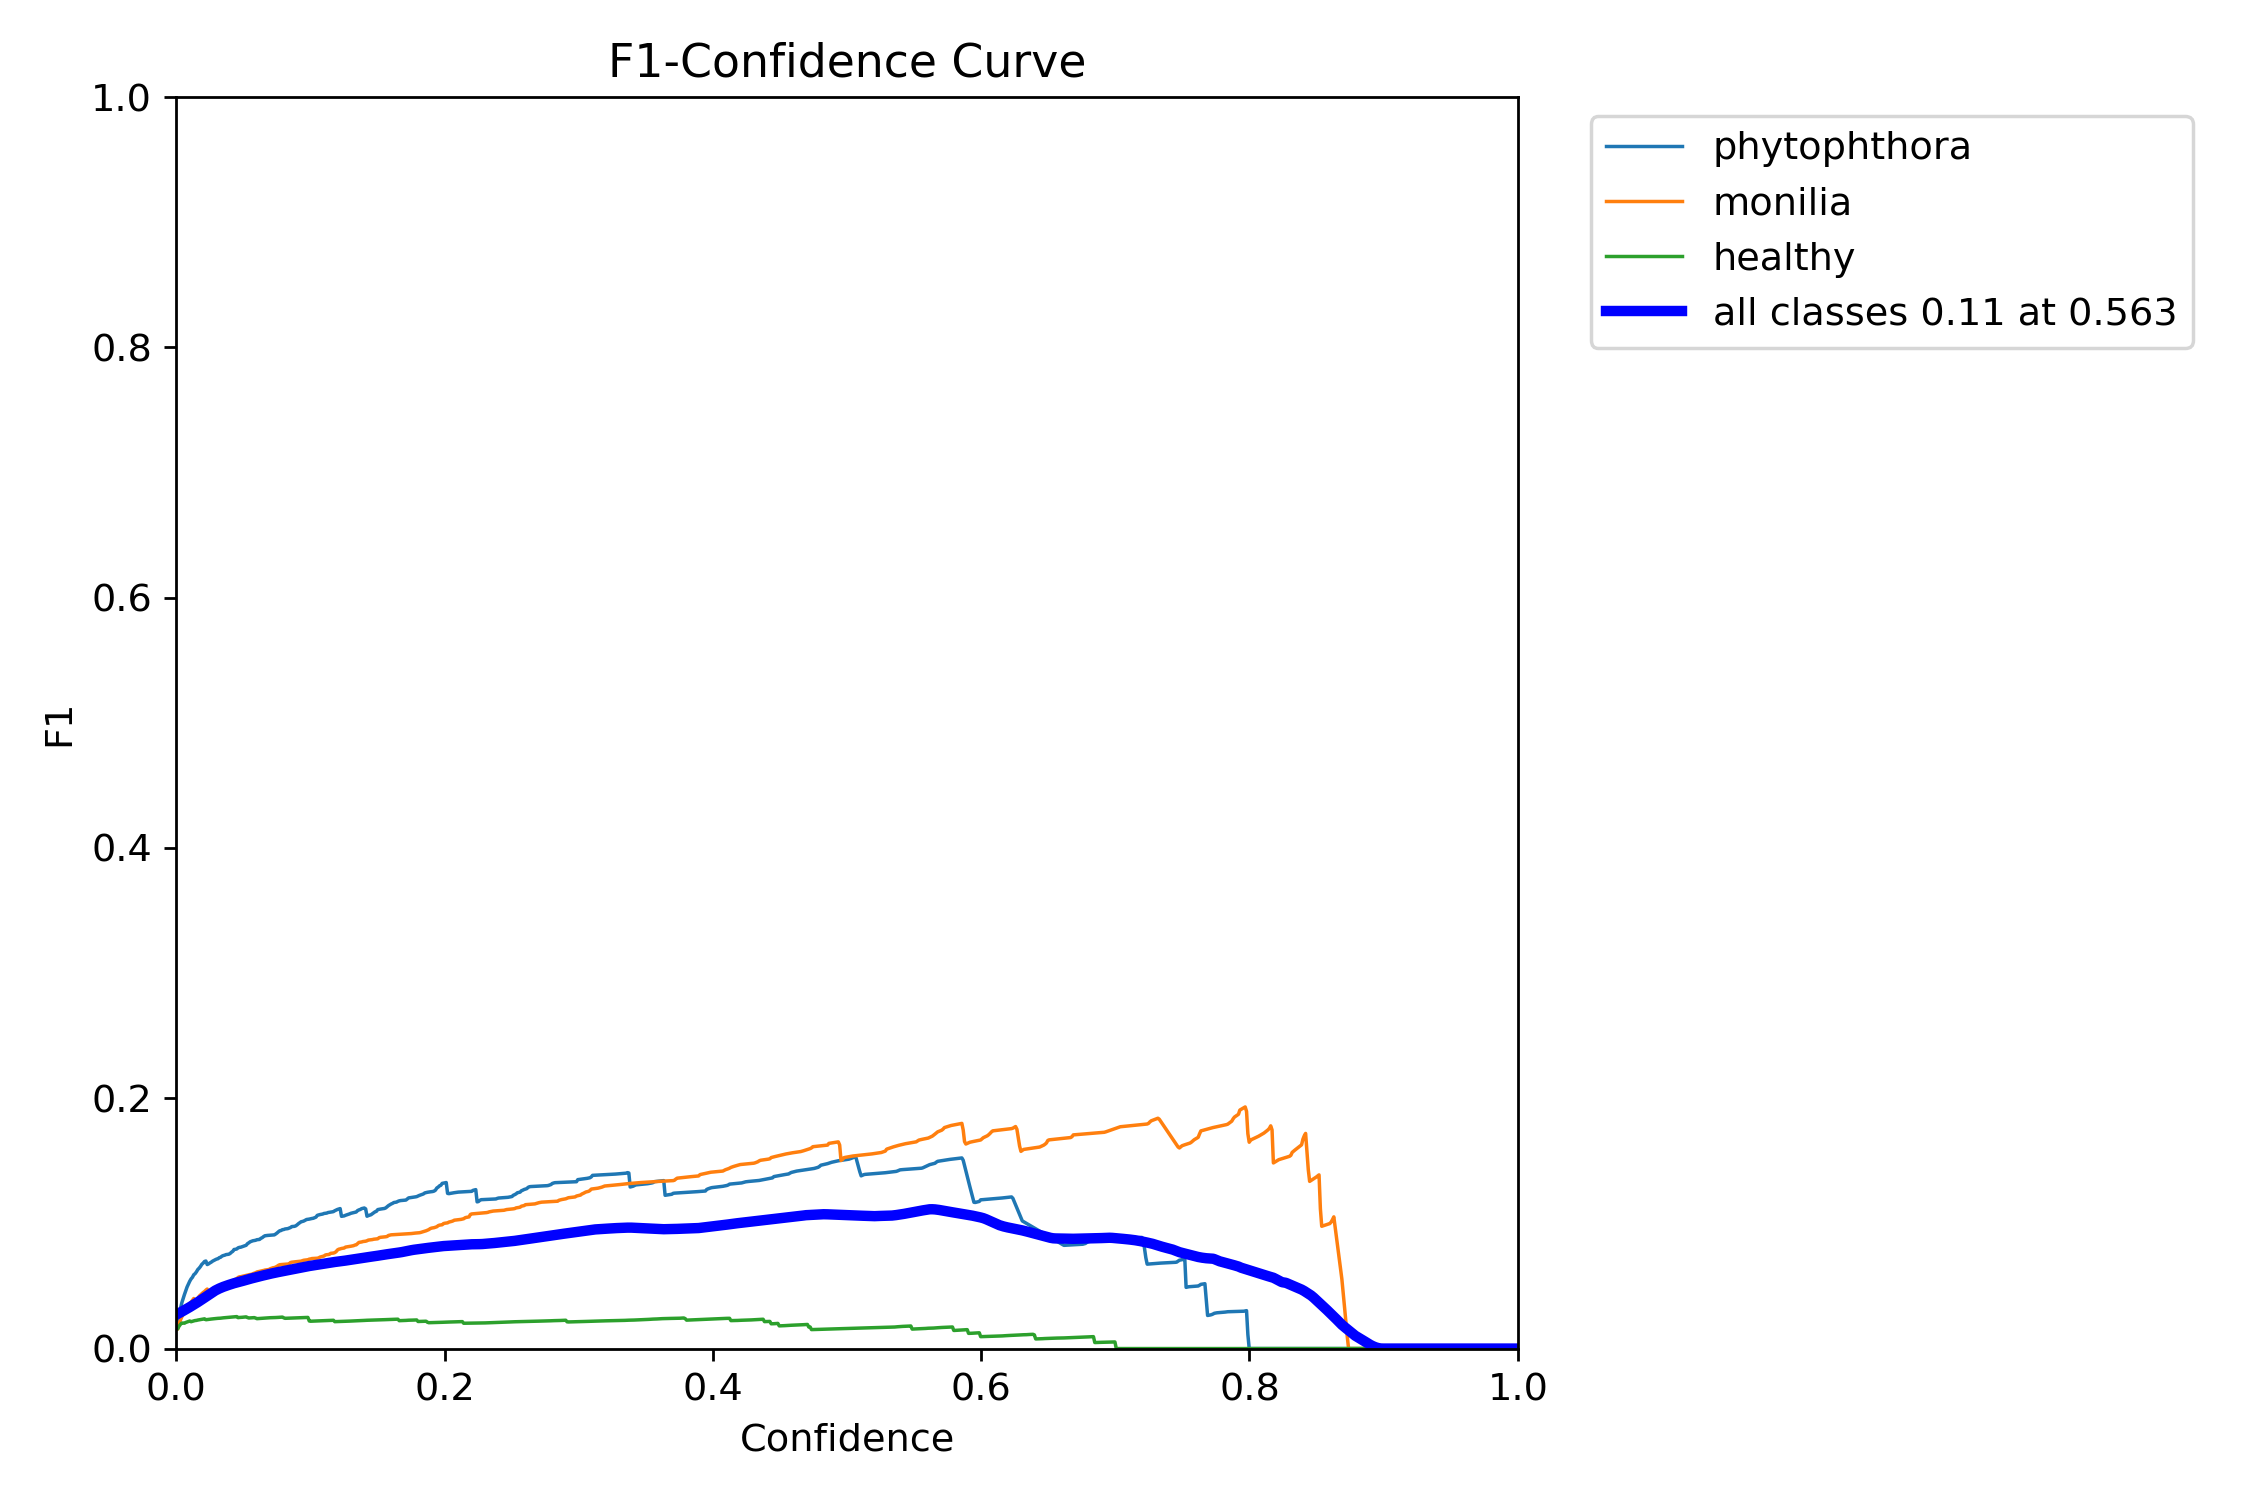 F1-Confidence Curve
1.0
0.8
0.6
0.4
0.2
0.0
F1
0.0 0.2 0.4 0.6 0.8 1.0
Confidence
phytophthora
monilia
healthy
all classes 0.11 at 0.563